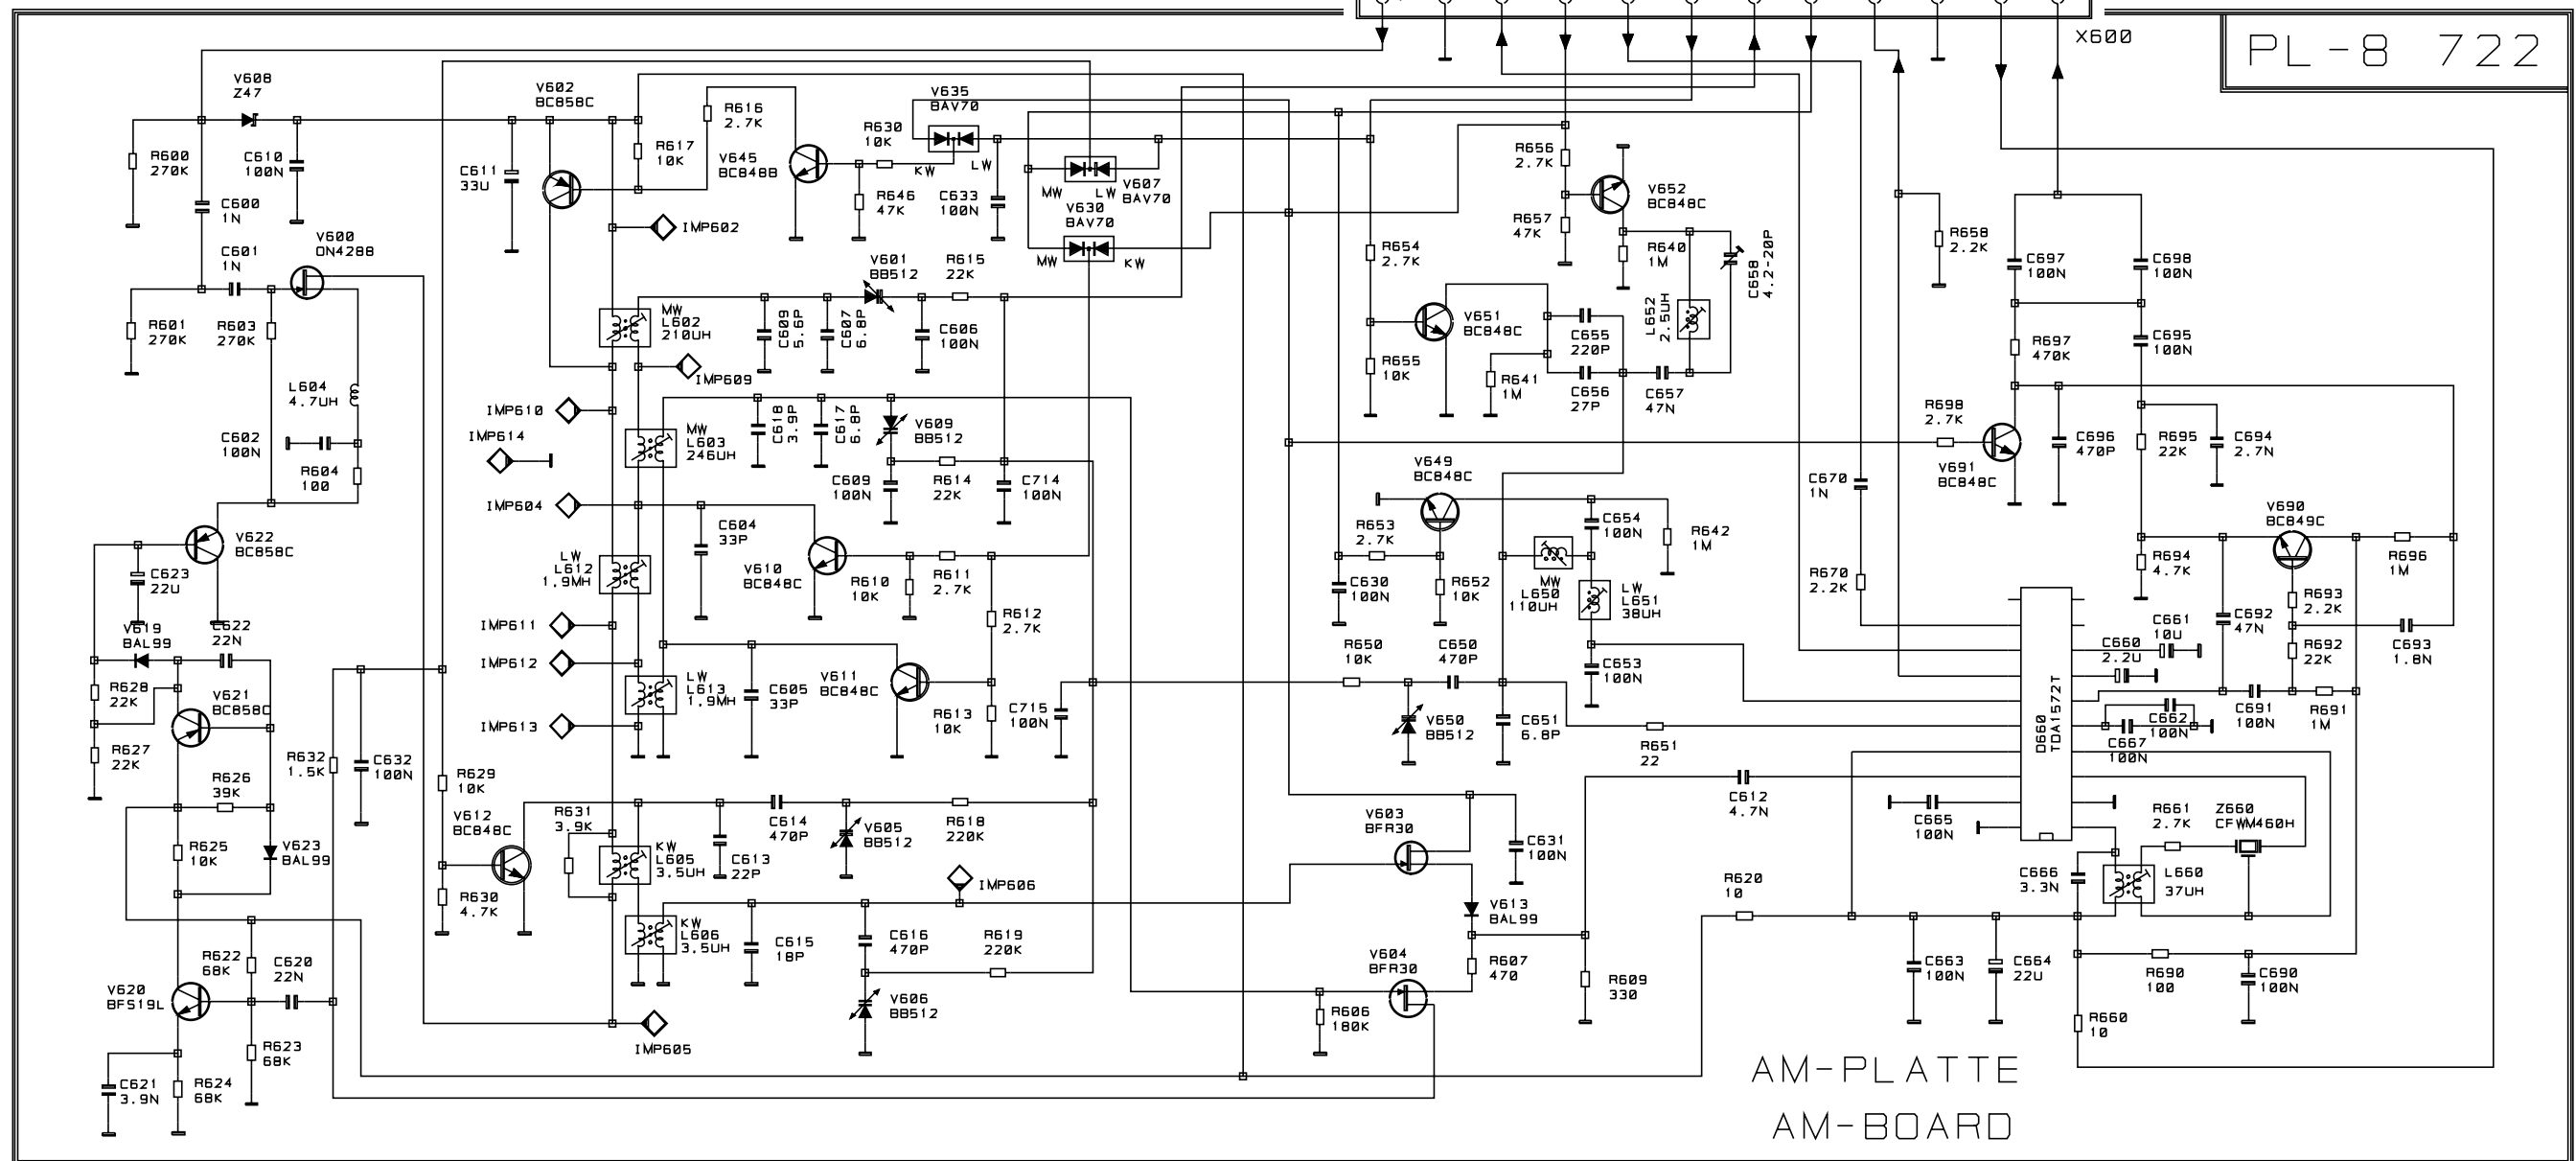 X600
PL-8 722
V608
Z47
V602
BC858C
R616
2.7K
V635
BAV70
R630
10K
R600
270K
C610
100N
C611
33U
R617
10K
V645
BC848B
KW
LW
R646
47K
C633
100N
MW
LW
V607
BAV70
V630
BAV70
MW
KW
R656
2.7K
V652
BC848C
R657
47K
R658
2.2K
C600
1N
C601
1N
V600
ON4288
IMP602
V601
BB512
R615
22K
R654
2.7K
R640
1M
C658
4.2-20P
C697
100N
C698
100N
R601
270K
R603
270K
MW
L602
210UH
C609
5.6P
C607
6.8P
C606
100N
V651
BC848C
C655
220P
L652
2.5UH
R697
470K
C695
100N
IMP609
R655
10K
R641
1M
C656
27P
C657
47N
L604
4.7UH
IMP610
IMP614
C602
100N
R604
100
MW
L603
246UH
C618
3.9P
C617
6.8P
V609
BB512
R698
2.7K
V691
BC848C
C696
470P
R695
22K
C694
2.7N
C609
100N
R614
22K
C714
100N
V649
BC848C
C670
1N
IMP604
C604
33P
R653
2.7K
C654
100N
R642
1M
V690
BC849C
V622
BC858C
LW
L612
1.9MH
V610
BC848C
R610
10K
R611
2.7K
R696
1M
C623
22U
C630
100N
R652
10K
MW
L650
110UH
LW
L651
38UH
R670
2.2K
R694
4.7K
R693
2.2K
V619
BAL99
C622
22N
IMP611
R612
2.7K
C661
10U
C692
47N
C660
2.2U
R692
22K
C693
1.8N
IMP612
R650
10K
C650
470P
C653
100N
R628
22K
V621
BC858C
LW
L613
1.9MH
C605
33P
V611
BC848C
R613
10K
C715
100N
IMP613
V650
BB512
C651
6.8P
R651
22
D660
TDA1572T
C662
100N
C691
100N
R691
1M
C667
100N
R627
22K
R632
1.5K
C632
100N
R626
39K
R629
10K
V612
BC848C
R631
3.9K
C614
470P
V605
BB512
R618
220K
V603
BFR30
C612
4.7N
C665
100N
R661
2.7K
Z660
CFWM460H
R625
10K
V623
BAL99
KW
L605
3.5UH
C613
22P
IMP606
C631
100N
R620
10
C666
3.3N
L660
37UH
R630
4.7K
KW
L606
3.5UH
C615
18P
C616
470P
R619
220K
V613
BAL99
R622
68K
C620
22N
V604
BFR30
R607
470
R609
330
C663
100N
C664
22U
R690
100
C690
100N
V620
BFS19L
V606
BB512
R606
180K
R660
10
R623
68K
IMP605
C621
3.9N
R624
68K
AM-PLATTE
AM-BOARD